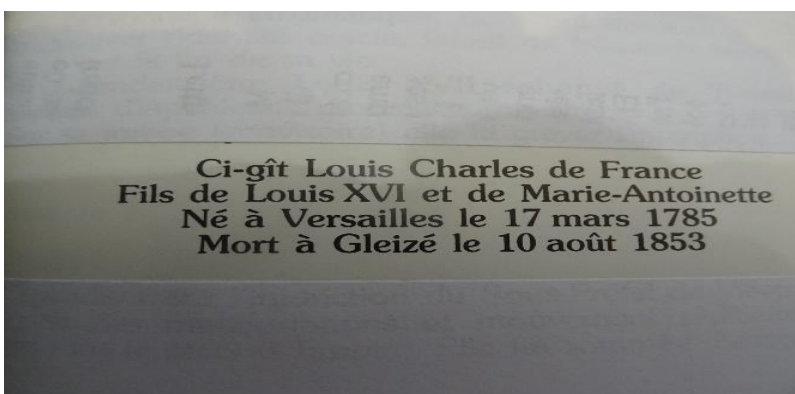 Ci-gît Louis Charles de France
Fils de Louis XVI et de Marie-Antoinette
Né à Versailles le 17 mars 1785
Mort à Gleizé le 10 août 1853